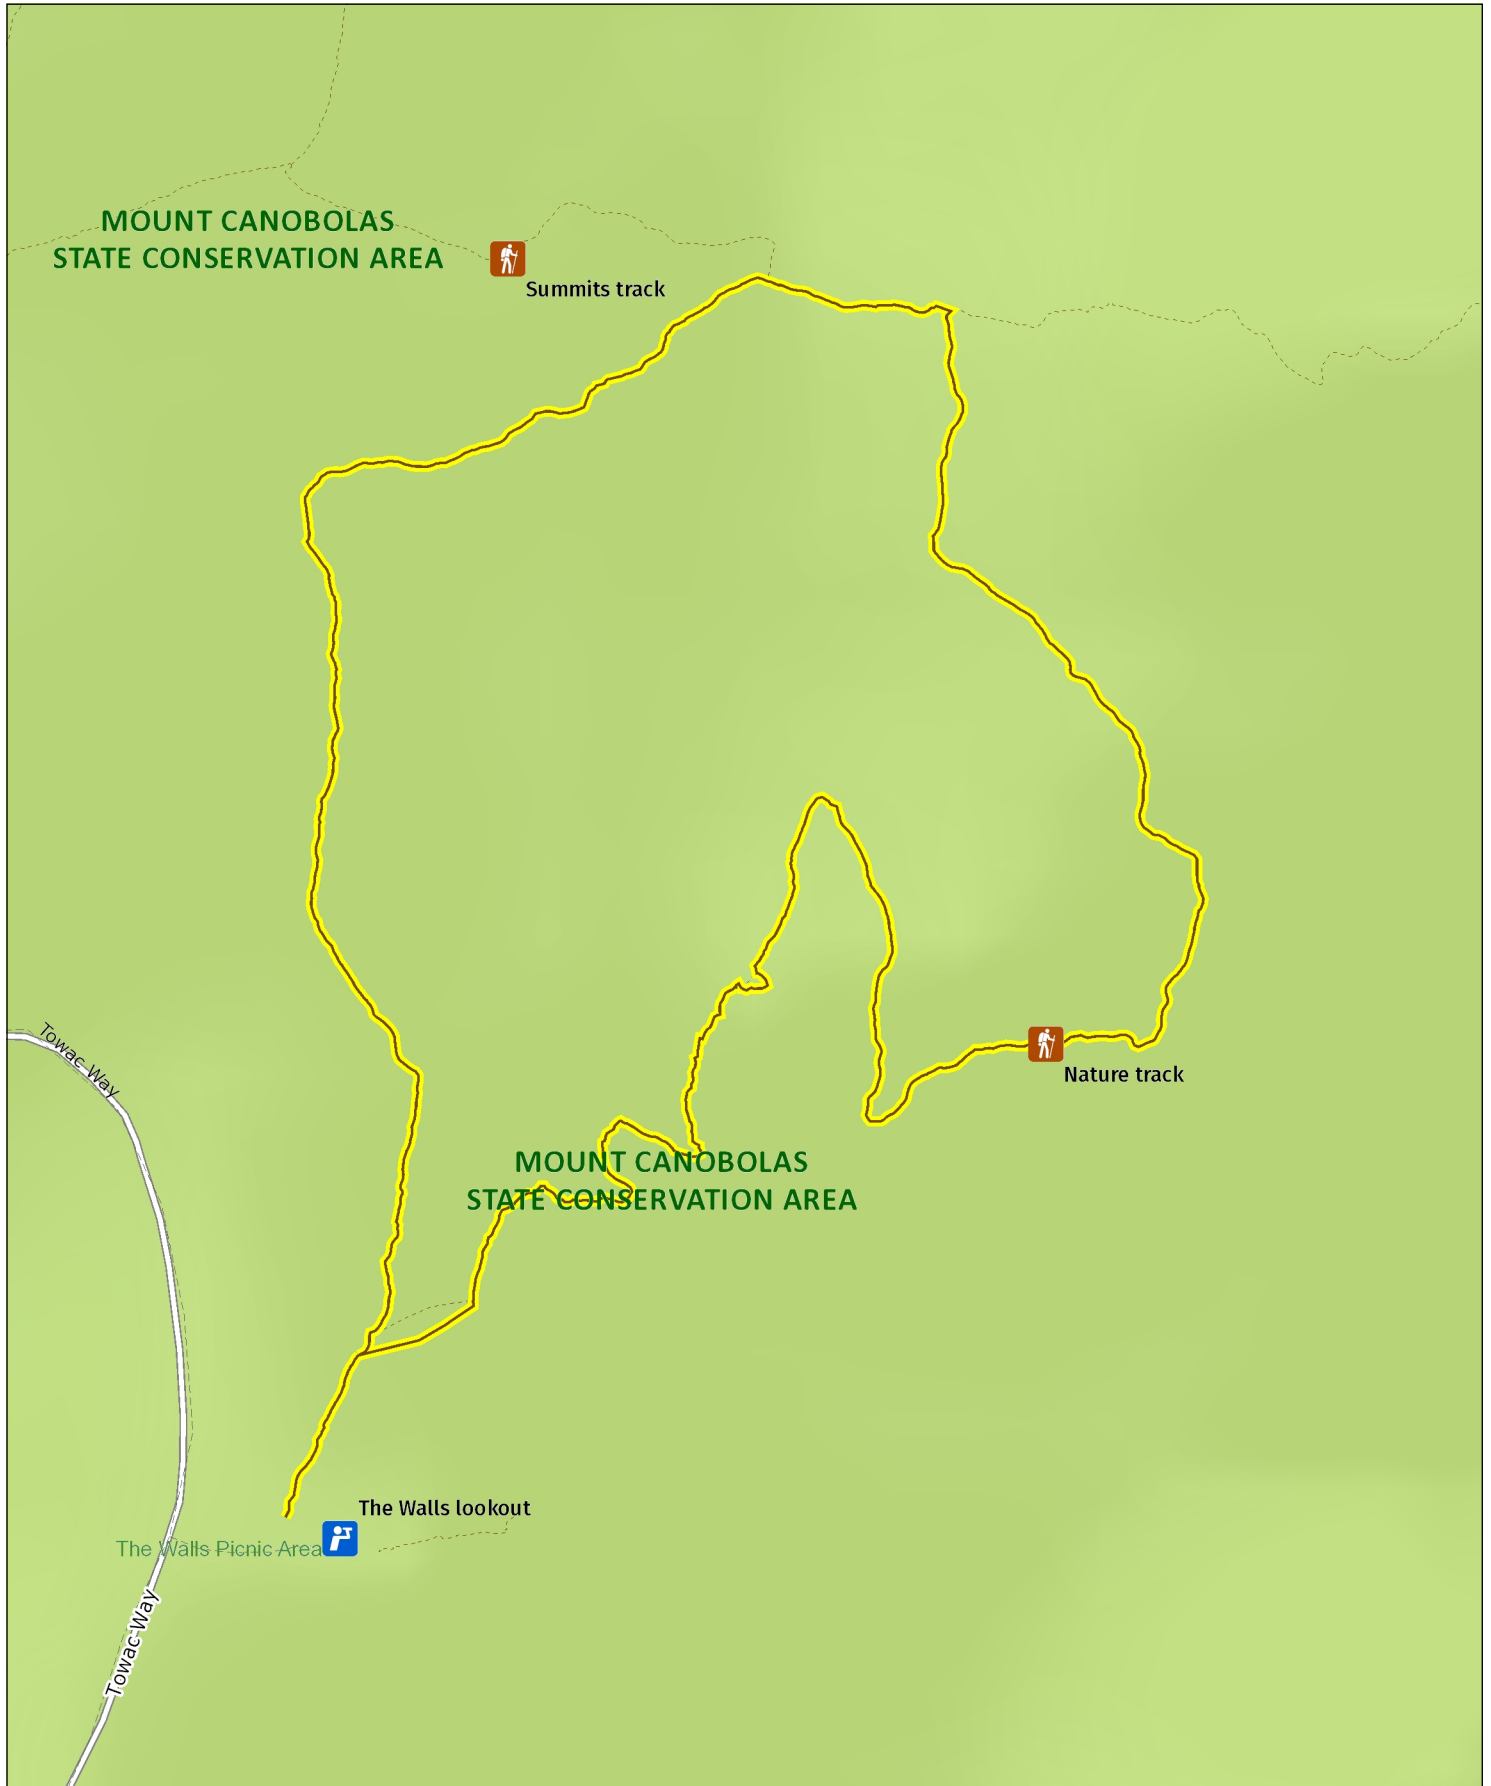 MOUNT CANOBOLAS
STATE CONSERVATION AREA
Summits track
Towac Way
Nature track
MOUNT CANOBOLAS
STATE CONSERVATION AREA
The Walls lookout
The Walls Picnic Area
Towac Way